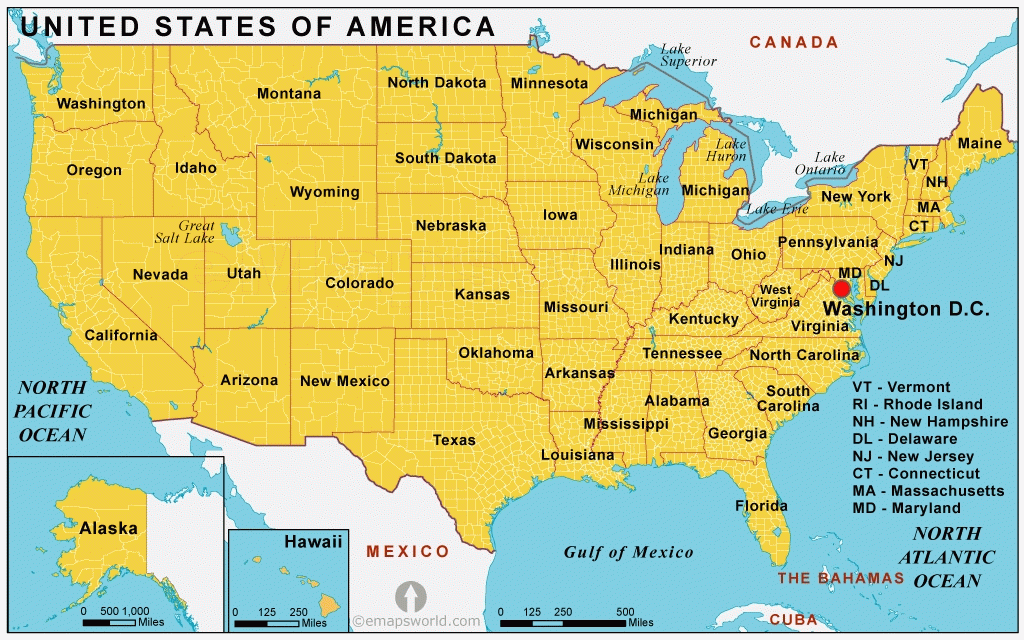 UNITED STATES OF AMERICA
CANADA
Lake
Superior
Washington
Montana
North Dakota
Minnesota
Michigan
Maine
Oregon
Idaho
South Dakota
Wisconsin
Lake
Huron
Lake
Ontario
VT
NH
Wyoming
Lake
Michigan
Michigan
New York
MA
Great
Salt Lake
Nebraska
Iowa
Lake Erie
CT
Nevada
Utah
Colorado
Kansas
Illinois
Indiana
Ohio
Pennsylvania
NJ
MD
DL
West
Virginia
Washington D.C.
California
Missouri
Kentucky
Virginia
Arizona
New Mexico
Oklahoma
Arkansas
Tennessee
North Carolina
South
Carolina
NORTH
PACIFIC
OCEAN
Texas
Louisiana
Mississippi
Alabama
Georgia
Florida
VT - Vermont
RI - Rhode Island
NH - New Hampshire
DL - Delaware
NJ - New Jersey
CT - Connecticut
MA - Massachusetts
MD - Maryland
NORTH
ATLANTIC
OCEAN
Alaska
0 500 1,000
Miles
Hawaii
0 125 250
Miles
MEXICO
Gulf of Mexico
THE BAHAMAS
CUBA
©emapsworld.com
0 125 250 500
Miles